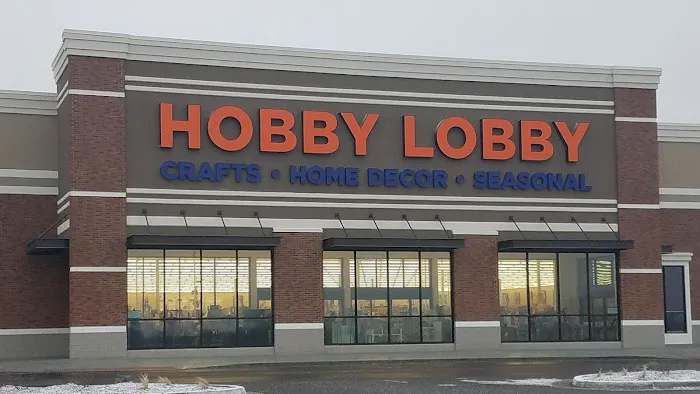 HOBBY LOBBY
CRAFTS • HOME DECOR • SEASONAL